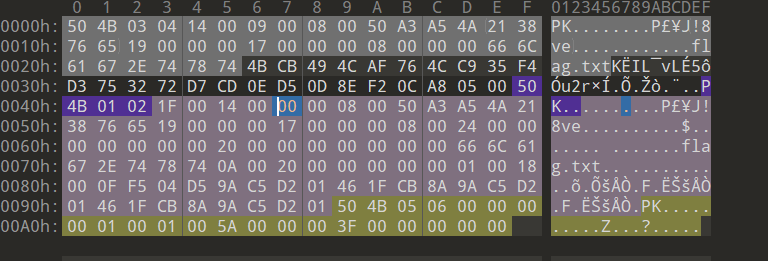 0 1 2 3 4 5 6 7 8 9 A B C D E F 0123456789ABCDEF
0000h: 50 4B 03 04 14 00 09 00 08 00 50 A3 A5 4A 21 38 PK........P£¥J!8
0010h: 76 65 19 00 00 00 17 00 00 00 08 00 00 00 66 6C ve............fl
0020h: 61 67 2E 74 78 74 4B CB 49 4C AF 76 4C C9 35 F4 ag.txtKËIL¯vLÉ5ô
0030h: D3 75 32 72 D7 CD 0E D5 0D 8E F2 0C A8 05 00 50 Óu2r×Í.Õ.Žò.¨..P
0040h: 4B 01 02 1F 00 14 00 00 00 08 00 50 A3 A5 4A 21 K..........P£¥J!
0050h: 38 76 65 19 00 00 00 17 00 00 00 08 00 24 00 00 8ve..........$..
0060h: 00 00 00 00 20 00 00 00 00 00 00 00 00 66 6C 61 .... ........fla
0070h: 67 2E 74 78 74 0A 00 20 00 00 00 00 00 01 00 18 g.txt.. ........
0080h: 00 0F F5 04 D5 9A C5 D2 01 46 1F CB 8A 9A C5 D2 ..õ.ÕšÅÒ.F.ËŠšÅÒ
0090h: 01 46 1F CB 8A 9A C5 D2 01 50 4B 05 06 00 00 00 .F.ËŠšÅÒ.PK.....
00A0h: 00 01 00 01 00 5A 00 00 00 3F 00 00 00 00 00 .....Z...?.....